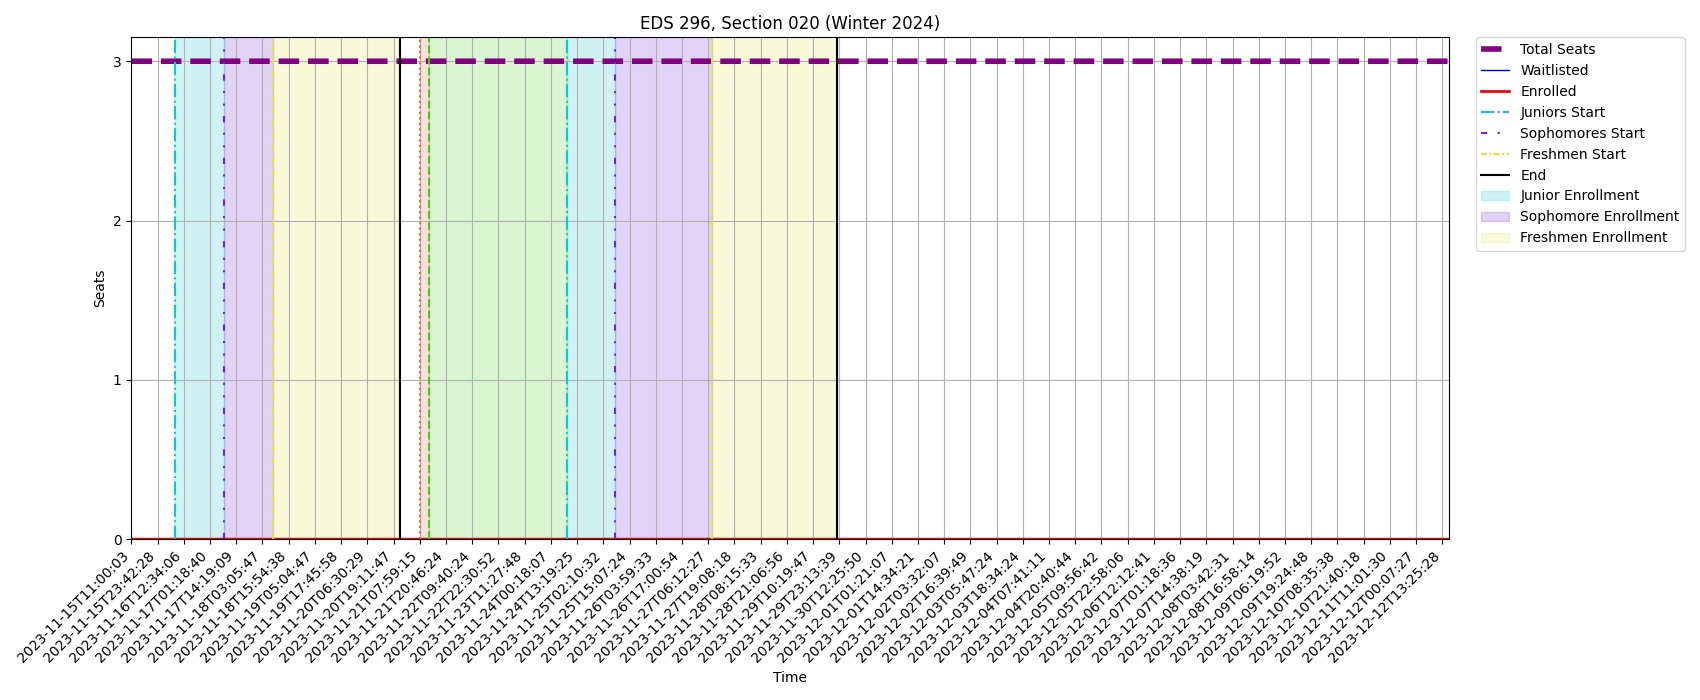 EDS 296, Section 020 (Winter 2024)
3
2
1
0
Seats
2023-11-15T11:00:03
2023-11-15T23:42:28
2023-11-16T12:34:06
2023-11-17T01:18:40
2023-11-17T14:19:09
2023-11-18T03:05:47
2023-11-18T15:54:38
2023-11-19T05:04:47
2023-11-19T17:45:58
2023-11-20T06:30:29
2023-11-20T19:11:47
2023-11-21T07:59:15
2023-11-21T20:46:24
2023-11-22T09:40:24
2023-11-22T22:30:52
2023-11-23T11:27:48
2023-11-24T00:18:07
2023-11-24T13:19:25
2023-11-25T02:10:32
2023-11-25T15:07:24
2023-11-26T03:59:33
2023-11-26T17:00:54
2023-11-27T06:12:27
2023-11-27T19:08:18
2023-11-28T08:15:33
2023-11-28T21:06:56
2023-11-29T10:19:47
2023-11-29T23:13:39
2023-11-30T12:25:50
2023-12-01T01:21:07
2023-12-01T14:34:21
2023-12-02T03:32:07
2023-12-02T16:39:49
2023-12-03T05:47:24
2023-12-03T18:34:24
2023-12-04T07:41:11
2023-12-04T20:40:44
2023-12-05T09:56:42
2023-12-05T22:58:06
2023-12-06T12:12:41
2023-12-07T01:18:36
2023-12-07T14:38:19
2023-12-08T03:42:31
2023-12-08T16:58:14
2023-12-09T06:19:52
2023-12-09T19:24:48
2023-12-10T08:35:38
2023-12-10T21:40:18
2023-12-11T11:01:30
2023-12-12T00:07:27
2023-12-12T13:25:28
Time
Total Seats
Waitlisted
Enrolled
Juniors Start
Sophomores Start
Freshmen Start
End
Junior Enrollment
Sophomore Enrollment
Freshmen Enrollment